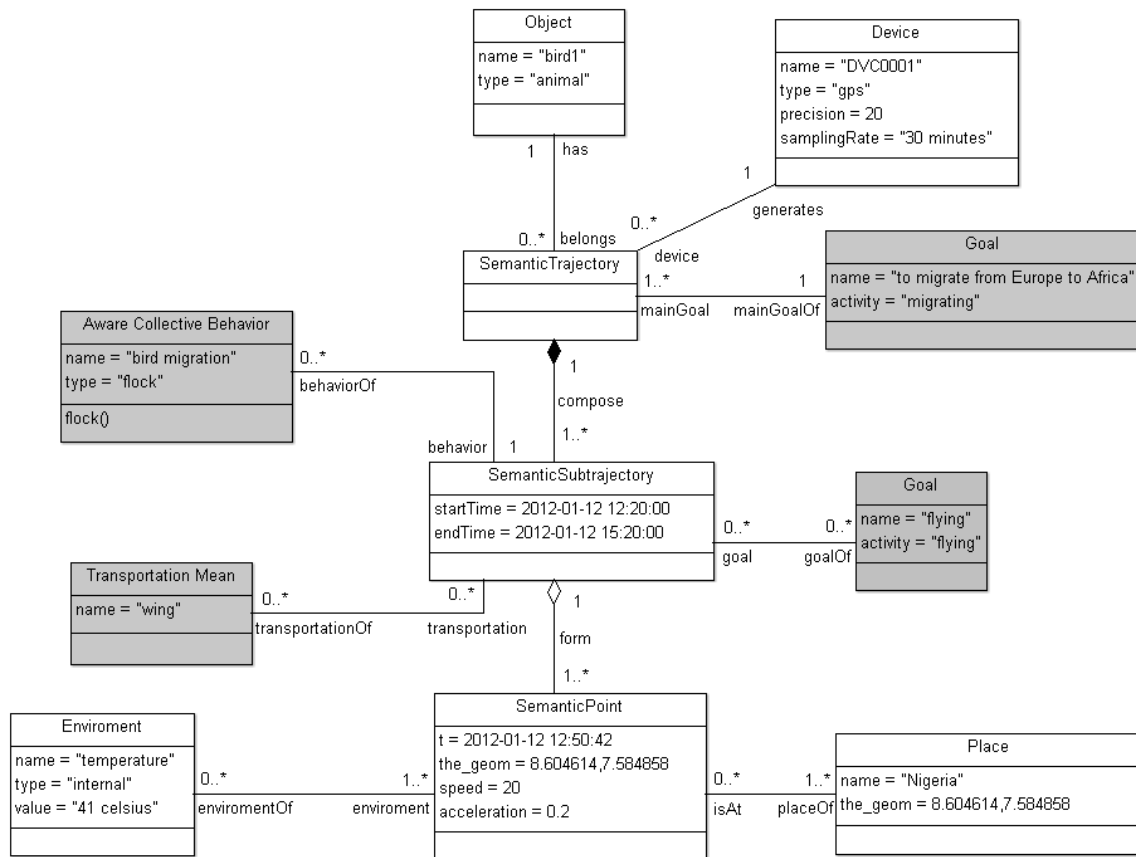 Object
name = "bird1"
type = "animal"
Device
name = "DVC0001"
type = "gps"
precision = 20
samplingRate = "30 minutes"
1
has
1
generates
0..*
belongs
0..*
device
SemanticTrajectory
1..*
mainGoal
1
mainGoalOf
Goal
name = "to migrate from Europe to Africa"
activity = "migrating"
Aware Collective Behavior
name = "bird migration"
type = "flock"
flock()
0..*
behaviorOf
1
compose
1..*
behavior
1
SemanticSubtrajectory
startTime = 2012-01-12 12:20:00
endTime = 2012-01-12 15:20:00
0..*
goal
0..*
goalOf
Goal
name = "flying"
activity = "flying"
Transportation Mean
name = "wing"
0..*
transportationOf
0..*
transportation
1
form
1..*
SemanticPoint
t = 2012-01-12 12:50:42
the_geom = 8.604614,7.584858
speed = 20
acceleration = 0.2
Enviroment
name = "temperature"
type = "internal"
value = "41 celsius"
0..*
enviromentOf
1..*
enviroment
0..*
isAt
1..*
placeOf
Place
name = "Nigeria"
the_geom = 8.604614,7.584858